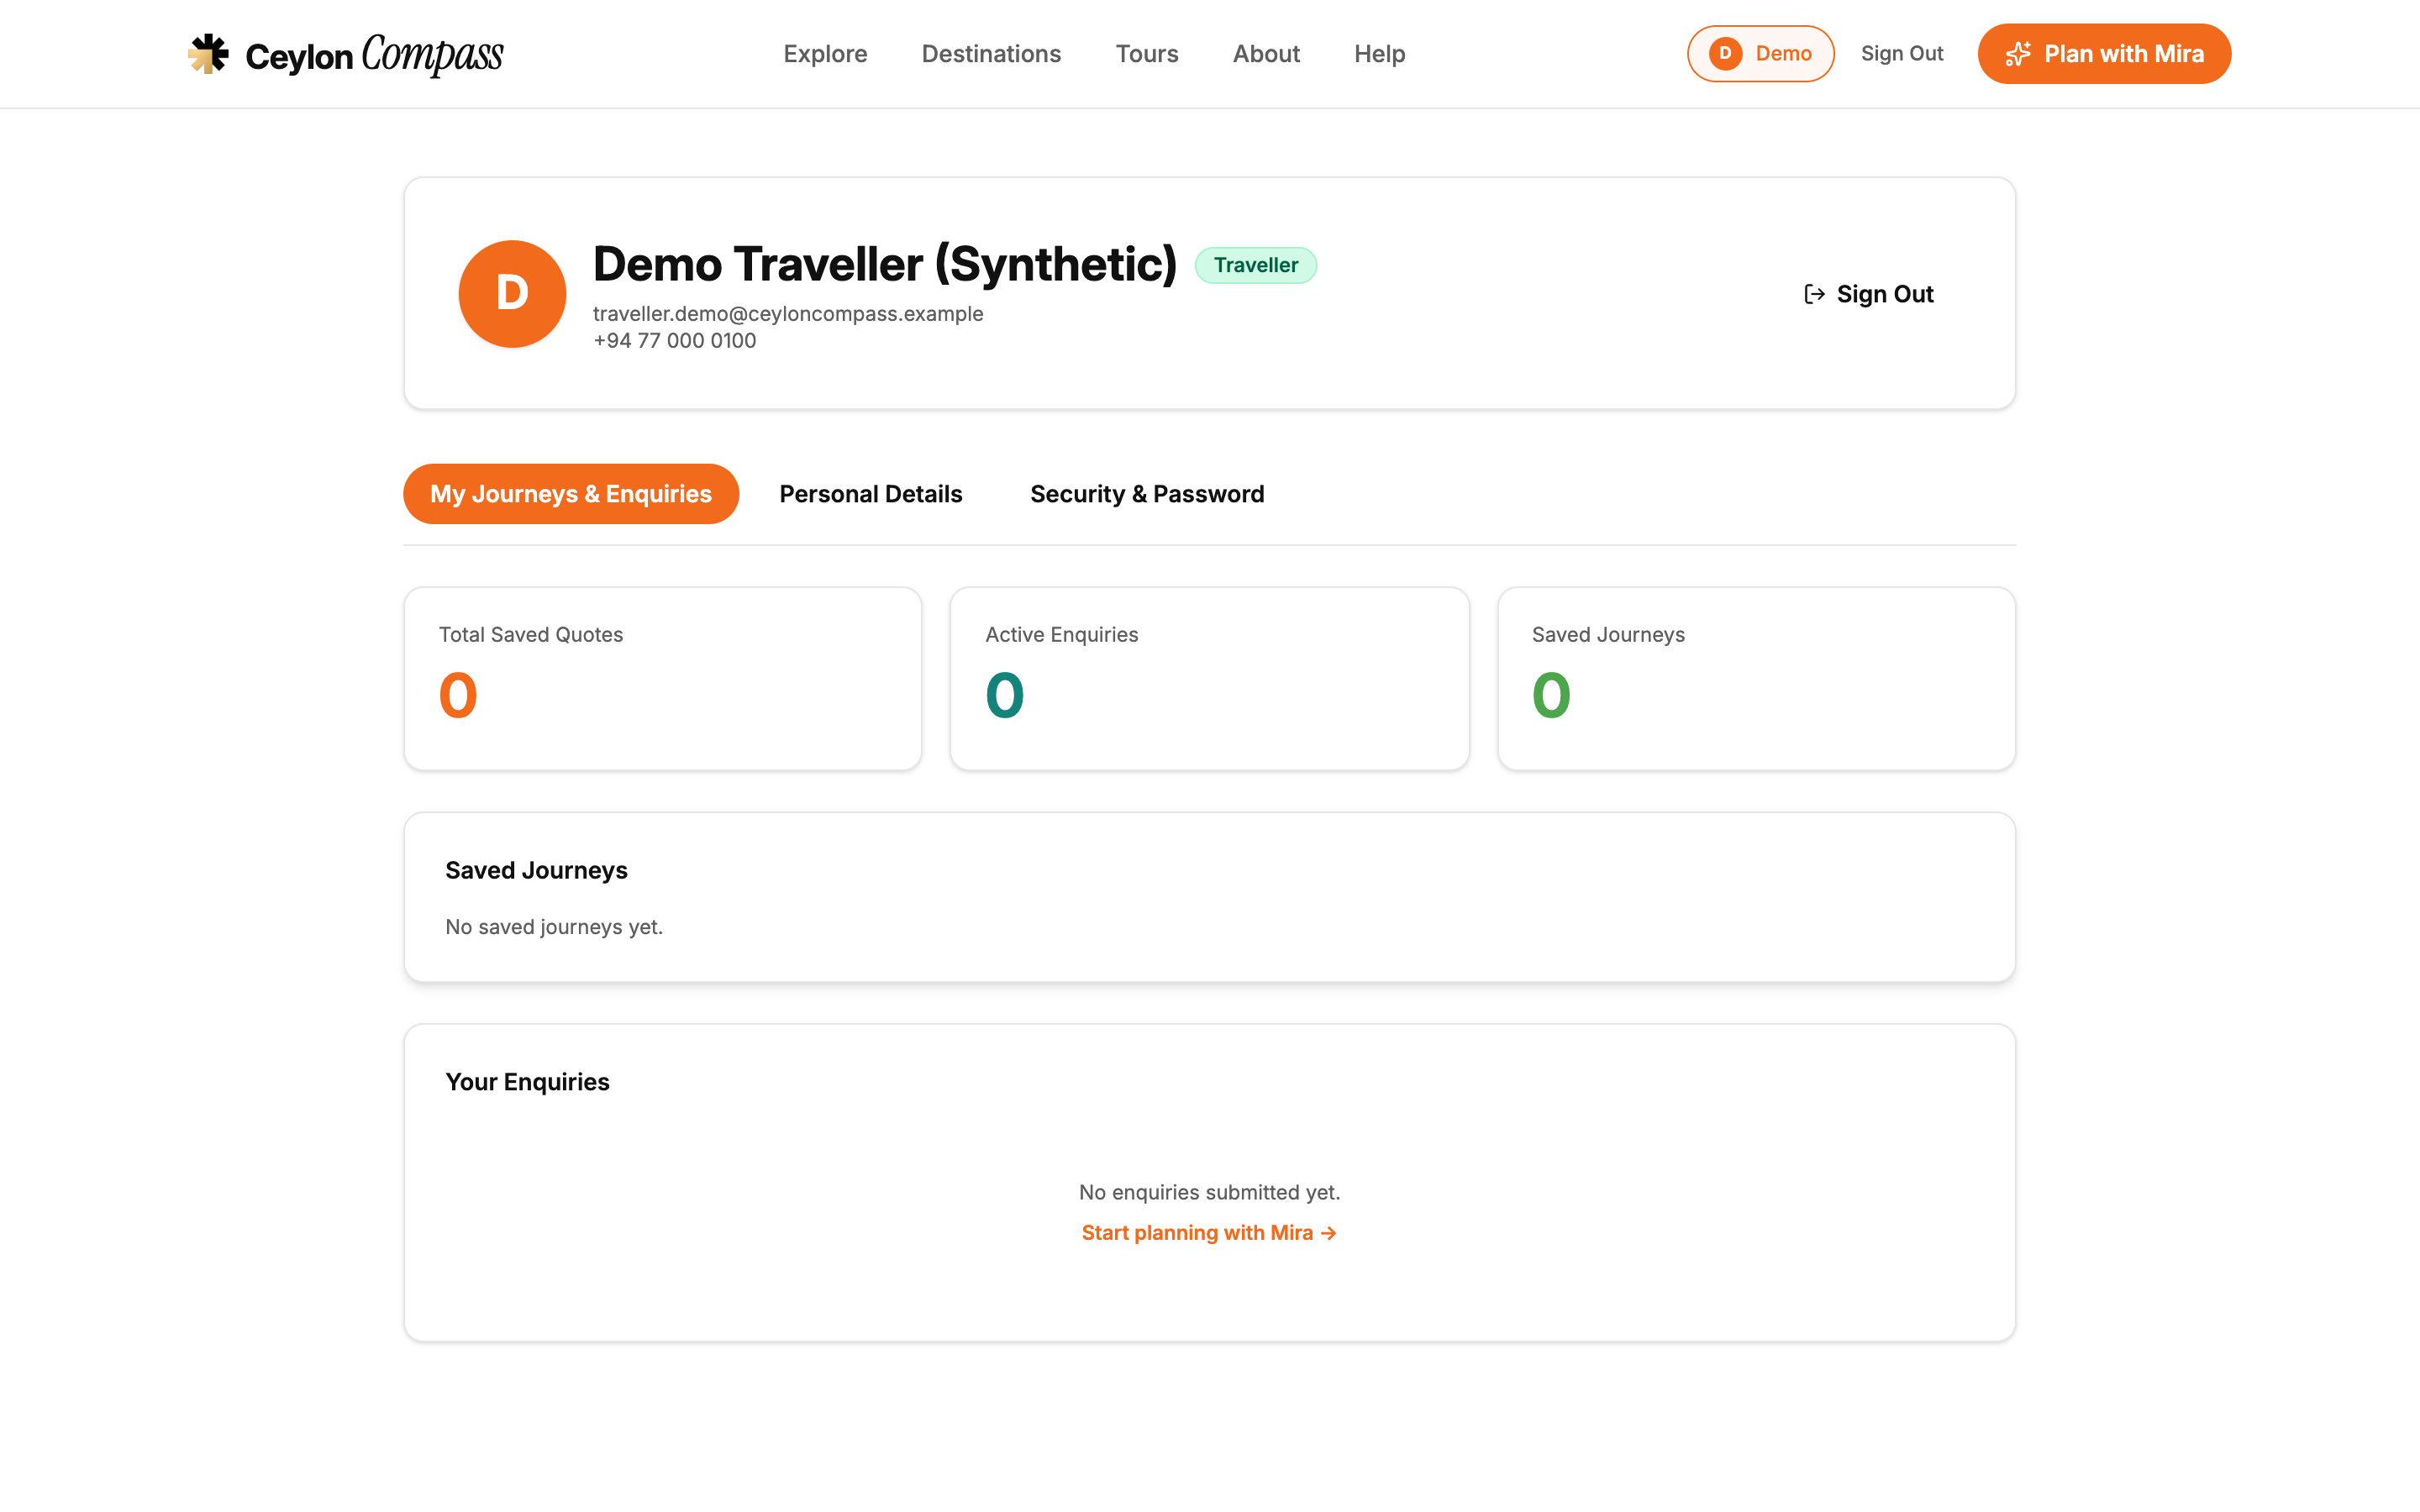 Ceylon Compass
Explore
Destinations
Tours
About
Help
D
Demo
Sign Out
Plan with Mira
D
Demo Traveller (Synthetic)
Traveller
traveller.demo@ceyloncompass.example
+94 77 000 0100
Sign Out
My Journeys & Enquiries
Personal Details
Security & Password
Total Saved Quotes
0
Active Enquiries
0
Saved Journeys
0
Saved Journeys
No saved journeys yet.
Your Enquiries
No enquiries submitted yet.
Start planning with Mira →